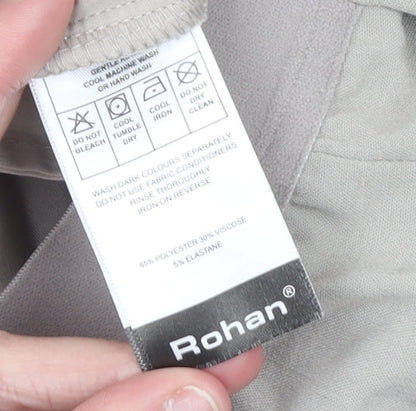 GENTLE ACTION
COOL MACHINE WASH
OR HAND WASH
DO NOT
BLEACH
COOL
TUMBLE
DRY
COOL
IRON
DO NOT
DRY
CLEAN
WASH DARK COLOURS SEPARATELY
DO NOT USE FABRIC CONDITIONERS
RINSE THOROUGHLY
IRON ON REVERSE
65% POLYESTER 30% VISCOSE
5% ELASTANE
Rohan®